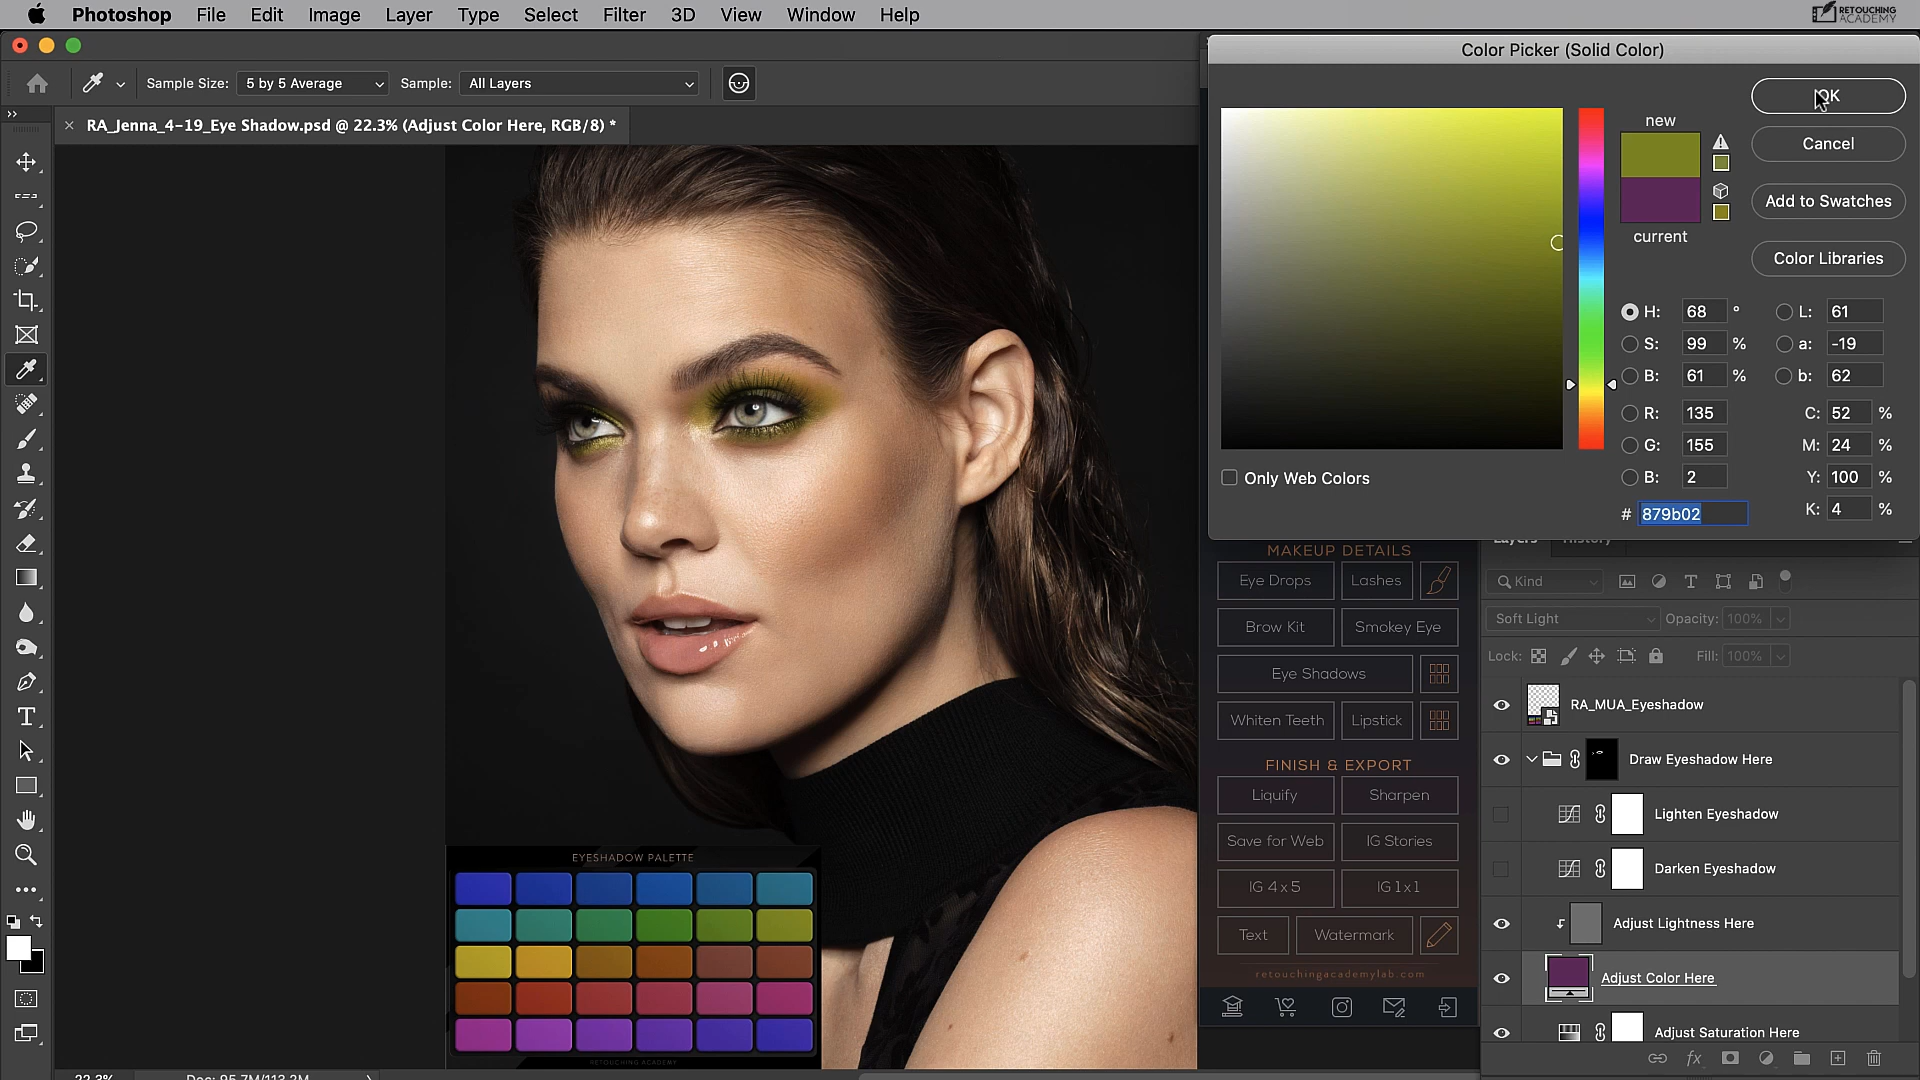 Photoshop File Edit Image Layer Type Select Filter 3D View Window Help
RETOUCHING
ACADEMY
Color Picker (Solid Color)
Sample Size: 5 by 5 Average Sample: All Layers
× RA_Jenna_4-19_Eye Shadow.psd @ 22.3% (Adjust Color Here, RGB/8) *
new
current
OK
Cancel
Add to Swatches
Color Libraries
H: 68 ° L: 61
S: 99 % a: -19
B: 61 % b: 62
R: 135 C: 52 %
G: 155 M: 24 %
B: 2 Y: 100 %
# 879b02 K: 4 %
Only Web Colors
MAKEUP DETAILS
Eye Drops Lashes
Brow Kit Smokey Eye
Eye Shadows
Whiten Teeth Lipstick
FINISH & EXPORT
Liquify Sharpen
Save for Web IG Stories
IG 4 x 5 IG 1 x 1
Text Watermark
retouchingacademylab.com
Layers History
Kind
Soft Light Opacity: 100%
Lock: Fill: 100%
RA_MUA_Eyeshadow
Draw Eyeshadow Here
Lighten Eyeshadow
Darken Eyeshadow
Adjust Lightness Here
Adjust Color Here
Adjust Saturation Here
EYESHADOW PALETTE
RETOUCHING ACADEMY
22.3% Doc: 95.7M/113.2M